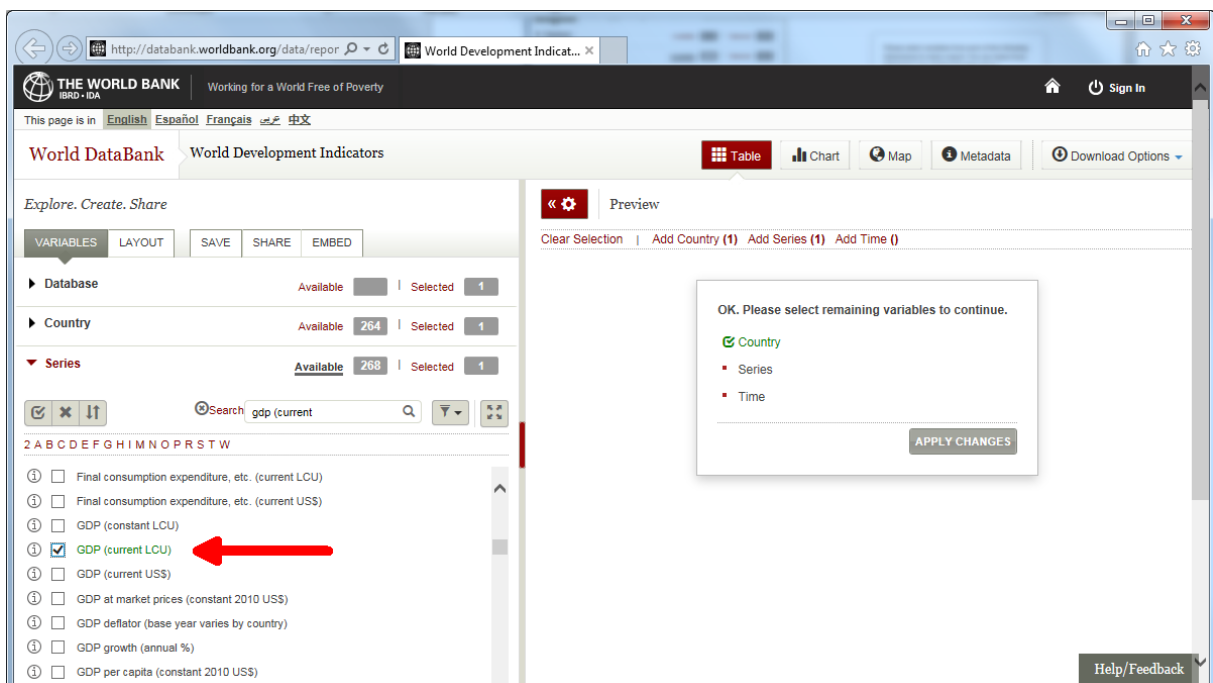 http://databank.worldbank.org/data/repor
World Development Indicat...
THE WORLD BANK
IBRD • IDA
Working for a World Free of Poverty
Sign In
This page is in English Español Français عربي 中文
World DataBank
World Development Indicators
Table
Chart
Map
Metadata
Download Options
Explore. Create. Share
Preview
VARIABLES LAYOUT SAVE SHARE EMBED
Clear Selection | Add Country (1) Add Series (1) Add Time ()
Database Available | Selected 1
Country Available 264 | Selected 1
Series Available 268 | Selected 1
Search gdp (current
2 A B C D E F G H I M N O P R S T W
Final consumption expenditure, etc. (current LCU)
Final consumption expenditure, etc. (current US$)
GDP (constant LCU)
GDP (current LCU)
GDP (current US$)
GDP at market prices (constant 2010 US$)
GDP deflator (base year varies by country)
GDP growth (annual %)
GDP per capita (constant 2010 US$)
OK. Please select remaining variables to continue.
Country
Series
Time
APPLY CHANGES
Help/Feedback